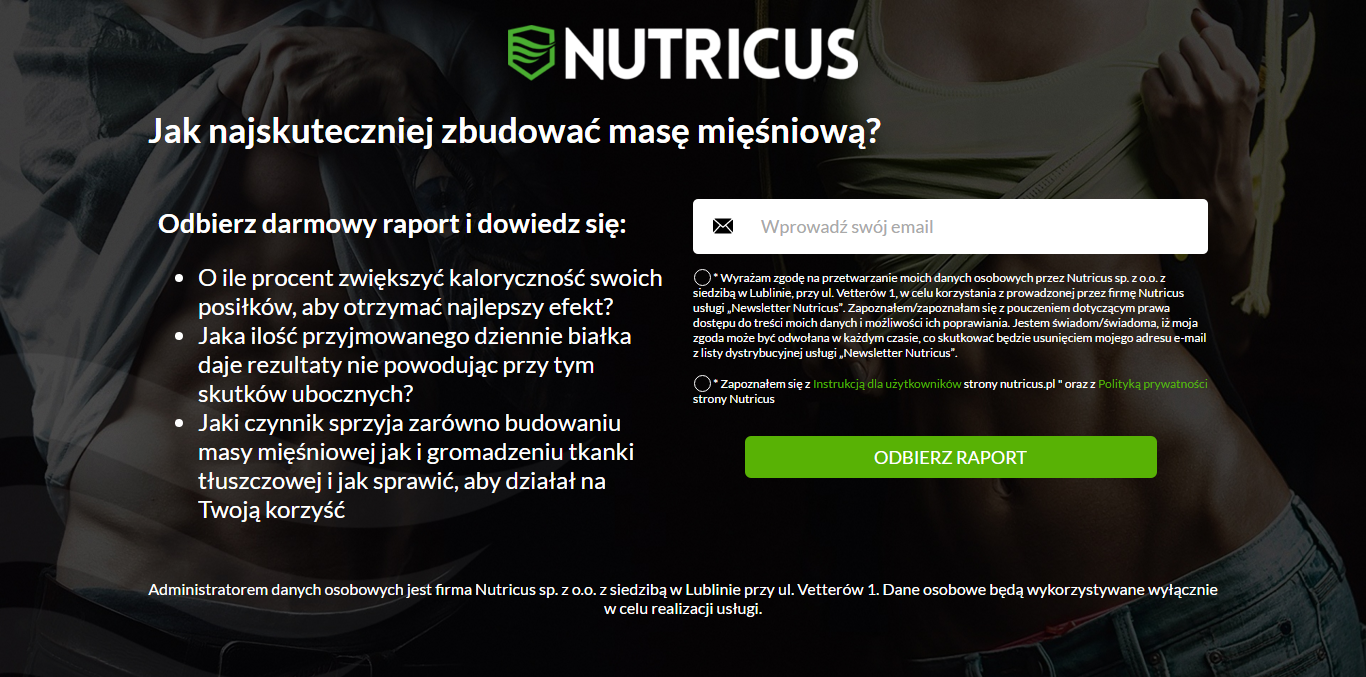 NUTRICUS
Jak najskuteczniej zbudować masę mięśniową?
Odbierz darmowy raport i dowiedz się:
• O ile procent zwiększyć kaloryczność swoich
posiłków, aby otrzymać najlepszy efekt?
• Jaka ilość przyjmowanego dziennie białka
daje rezultaty nie powodując przy tym
skutków ubocznych?
• Jaki czynnik sprzyja zarówno budowaniu
masy mięśniowej jak i gromadzeniu tkanki
tłuszczowej i jak sprawić, aby działał na
Twoją korzyść
Wprowadź swój email
* Wyrażam zgodę na przetwarzanie moich danych osobowych przez Nutricus sp. z o.o. z
siedzibą w Lublinie, przy ul. Vetterów 1, w celu korzystania z prowadzonej przez firmę Nutricus
usługi „Newsletter Nutricus”. Zapoznałem/zapoznałam się z pouczeniem dotyczącym prawa
dostępu do treści moich danych i możliwości ich poprawiania. Jestem świadom/świadoma, iż moja
zgoda może być odwołana w każdym czasie, co skutkować będzie usunięciem mojego adresu e-mail
z listy dystrybucyjnej usługi „Newsletter Nutricus”.
* Zapoznałem się z Instrukcją dla użytkowników strony nutricus.pl " oraz z Polityką prywatności
strony Nutricus
ODBIERZ RAPORT
Administratorem danych osobowych jest firma Nutricus sp. z o.o. z siedzibą w Lublinie przy ul. Vetterów 1. Dane osobowe będą wykorzystywane wyłącznie
w celu realizacji usługi.